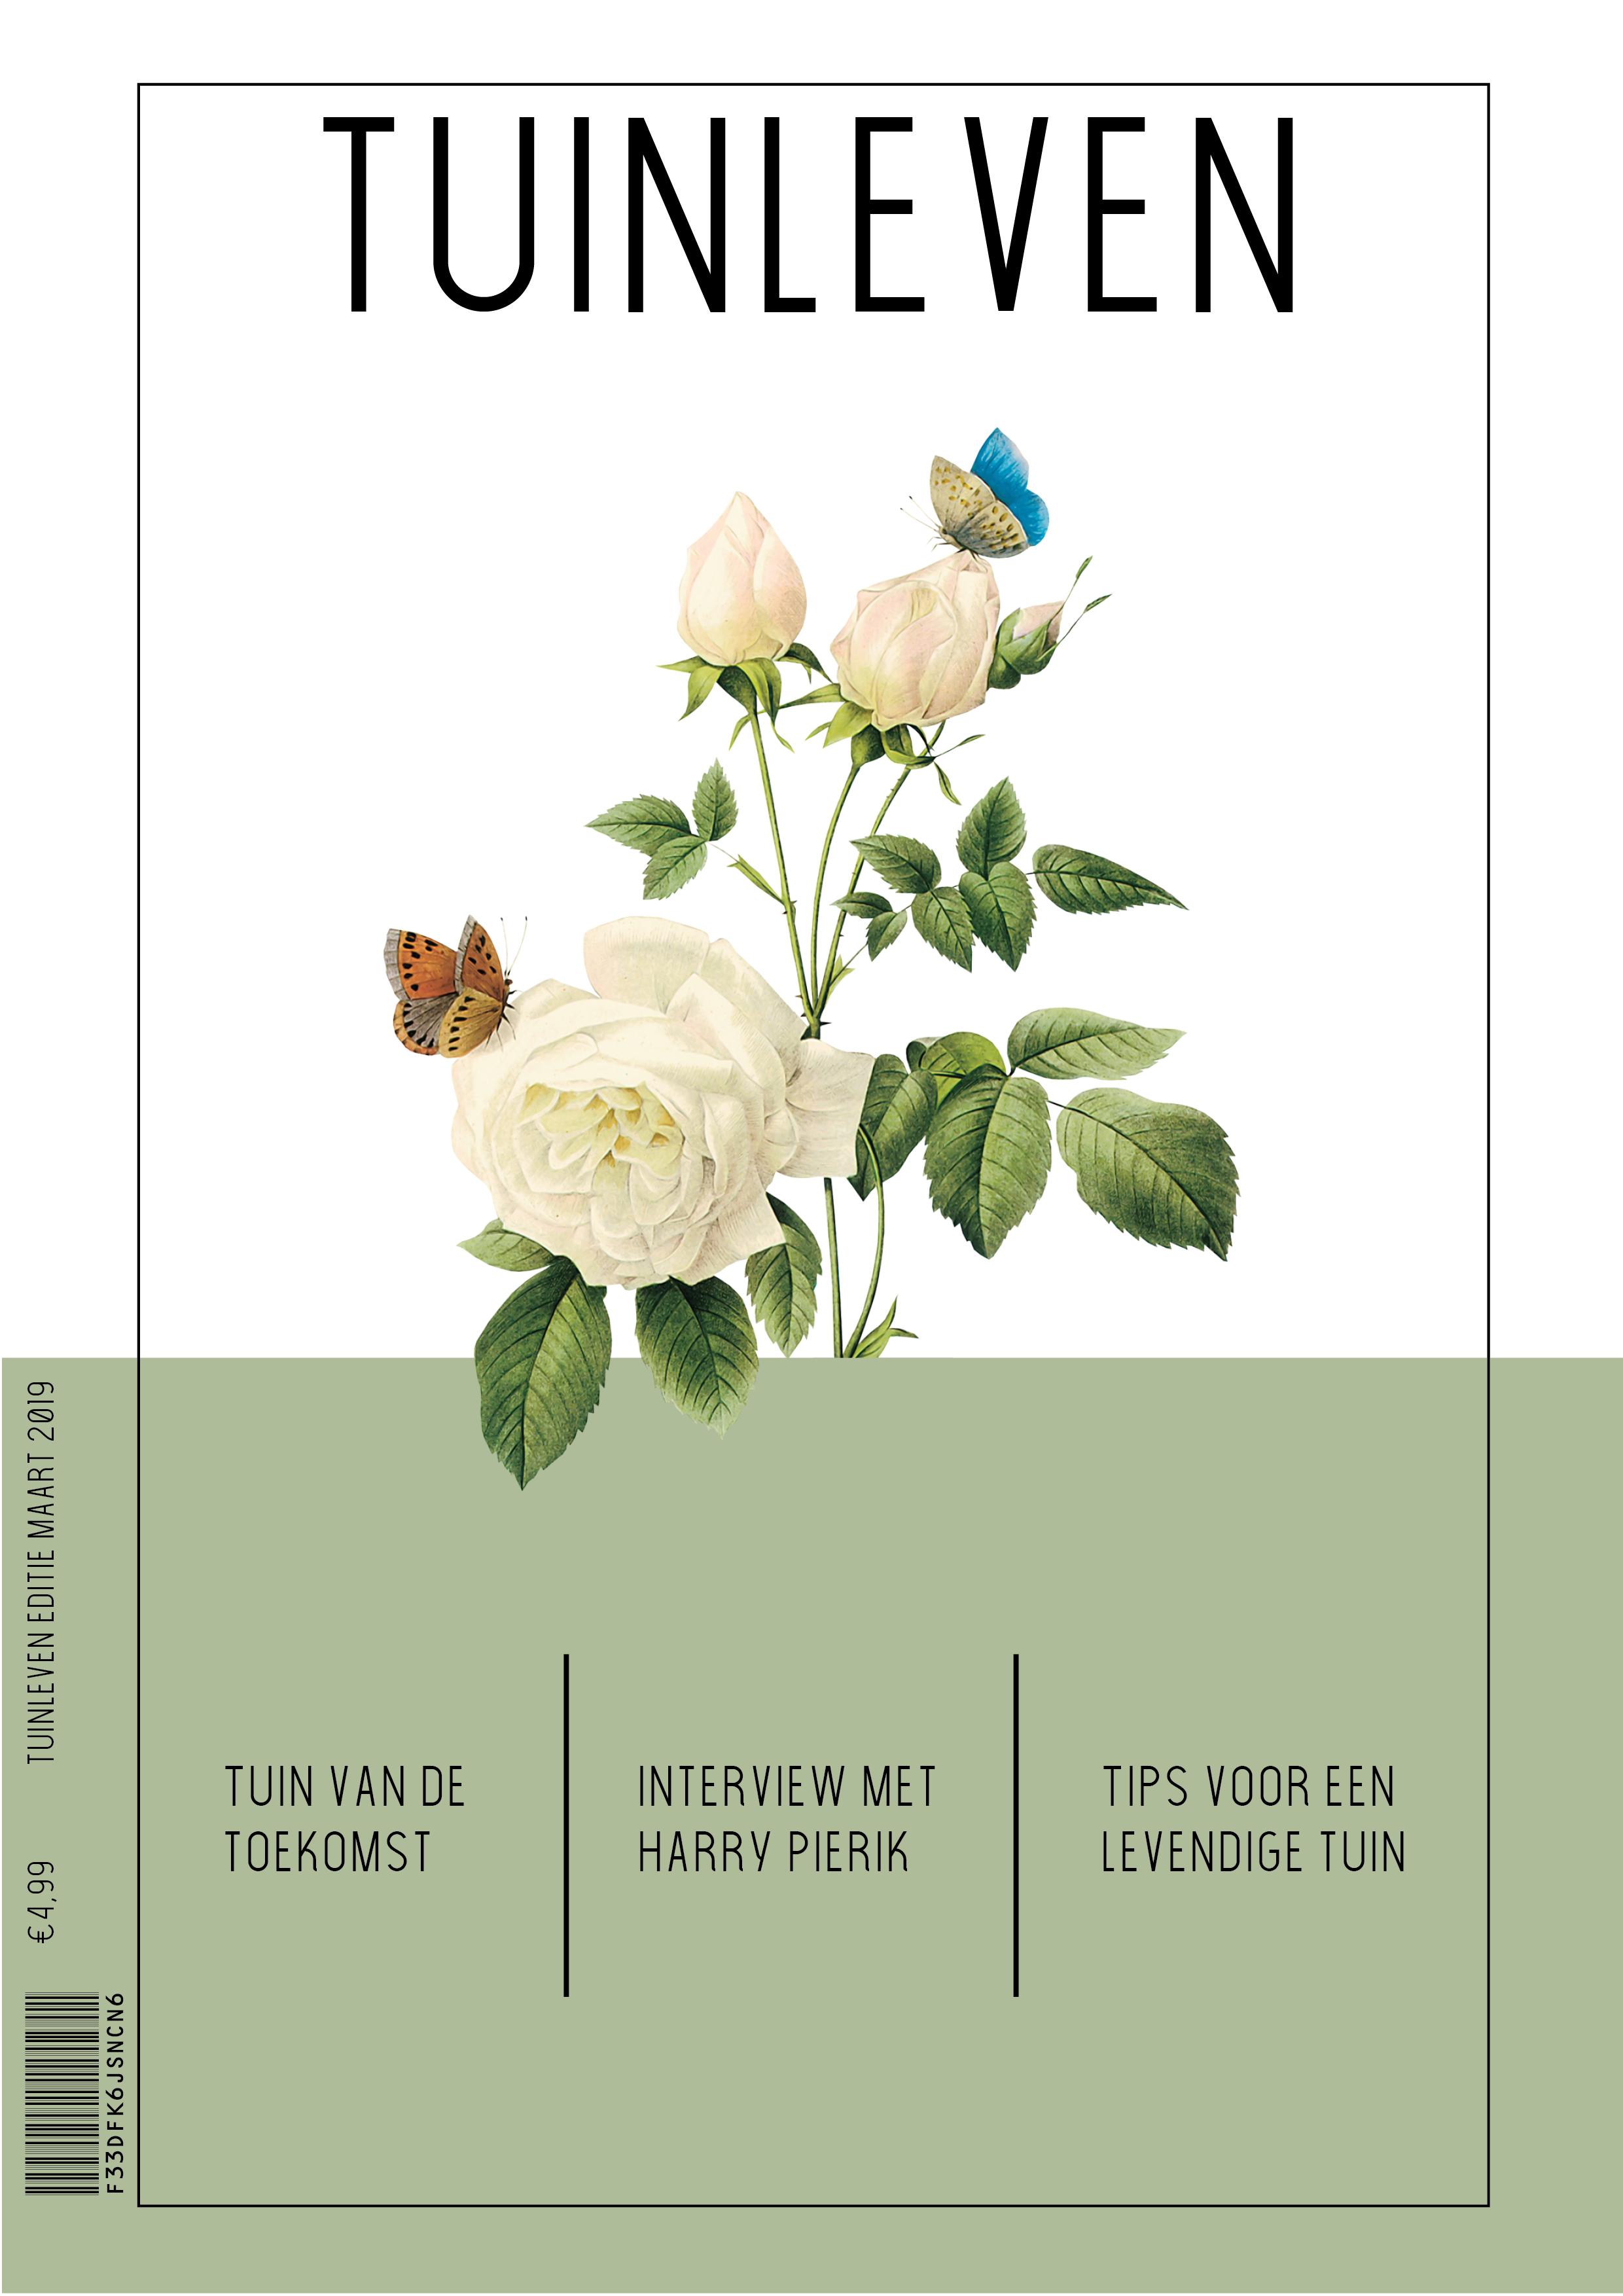 TUINLEVEN
TUINLEVEN EDITIE MAART 2019
€4,99
F33DFK6JSNCN6
TUIN VAN DE
TOEKOMST
INTERVIEW MET
HARRY PIERIK
TIPS VOOR EEN
LEVENDIGE TUIN